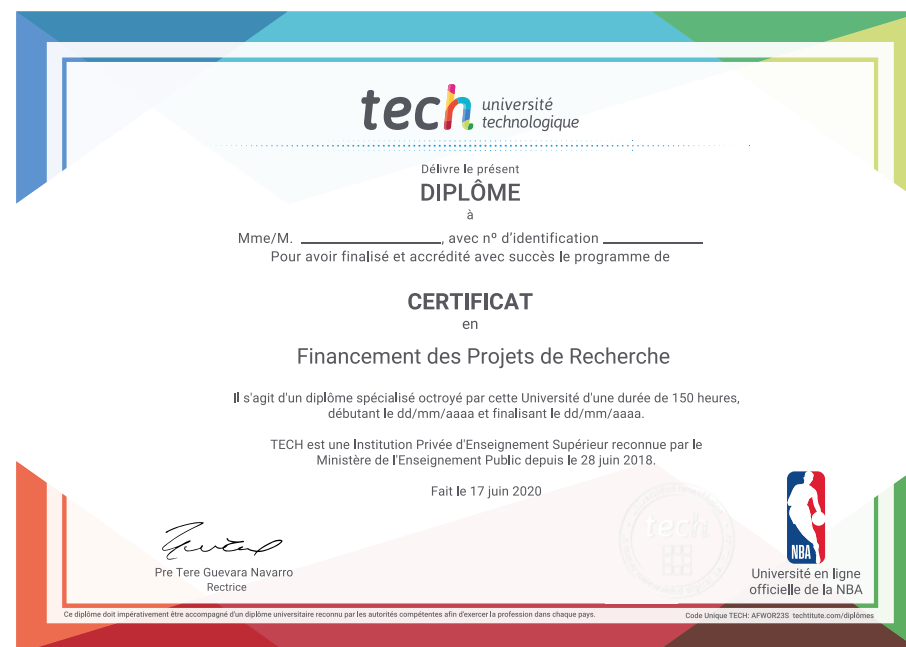 tech université
technologique
Délivre le présent
DIPLÔME
à
Mme/M. ____________________, avec nº d'identification ______________
Pour avoir finalisé et accrédité avec succès le programme de
CERTIFICAT
en
Financement des Projets de Recherche
Il s'agit d'un diplôme spécialisé octroyé par cette Université d'une durée de 150 heures,
débutant le dd/mm/aaaa et finalisant le dd/mm/aaaa.
TECH est une Institution Privée d'Enseignement Supérieur reconnue par le
Ministère de l'Enseignement Public depuis le 28 juin 2018.
Fait le 17 juin 2020
tech
NBA
Pre Tere Guevara Navarro
Rectrice
Université en ligne
officielle de la NBA
Ce diplôme doit impérativement être accompagné d'un diplôme universitaire reconnu par les autorités compétentes afin d'exercer la profession dans chaque pays.
Code Unique TECH: AFWOR23S techtitute.com/diplômes